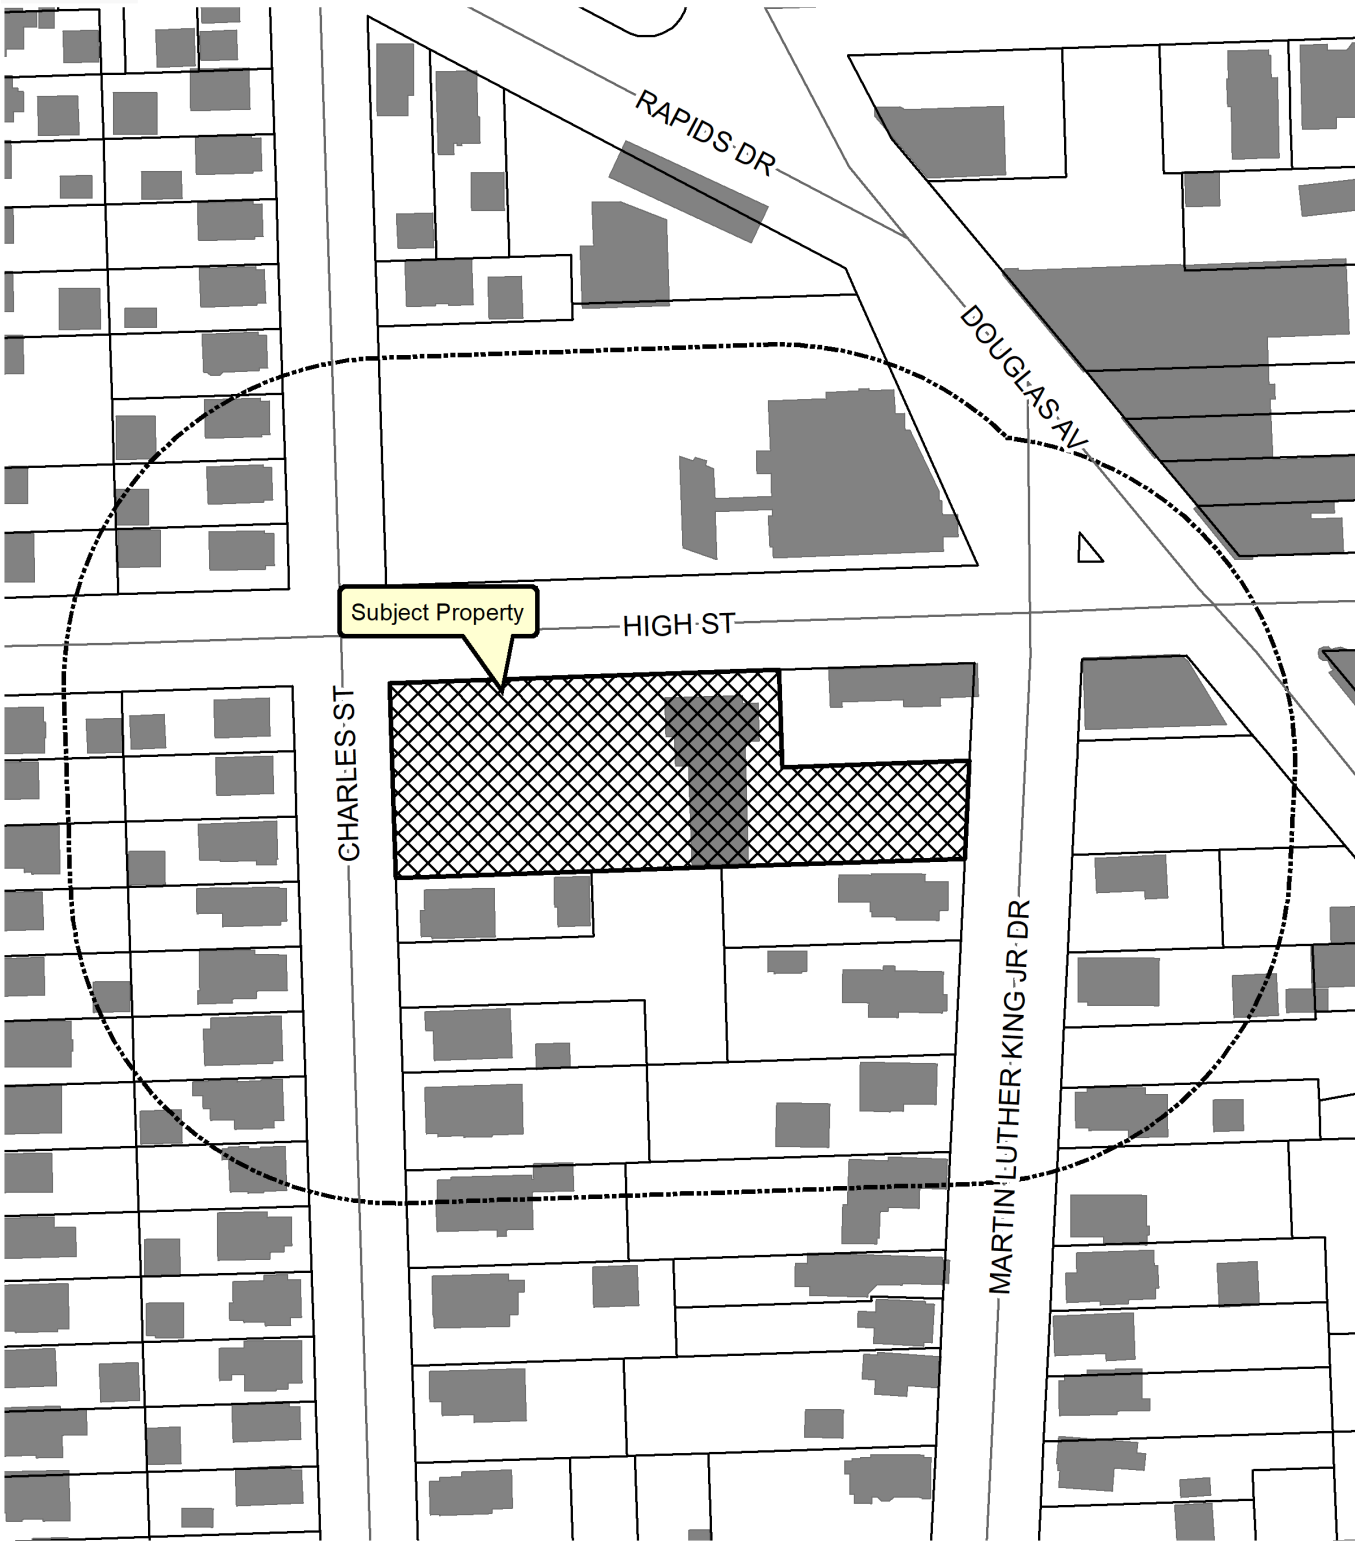 RAPIDS DR
DOUGLAS AV
Subject Property
HIGH ST
CHARLES ST
MARTIN LUTHER KING JR DR